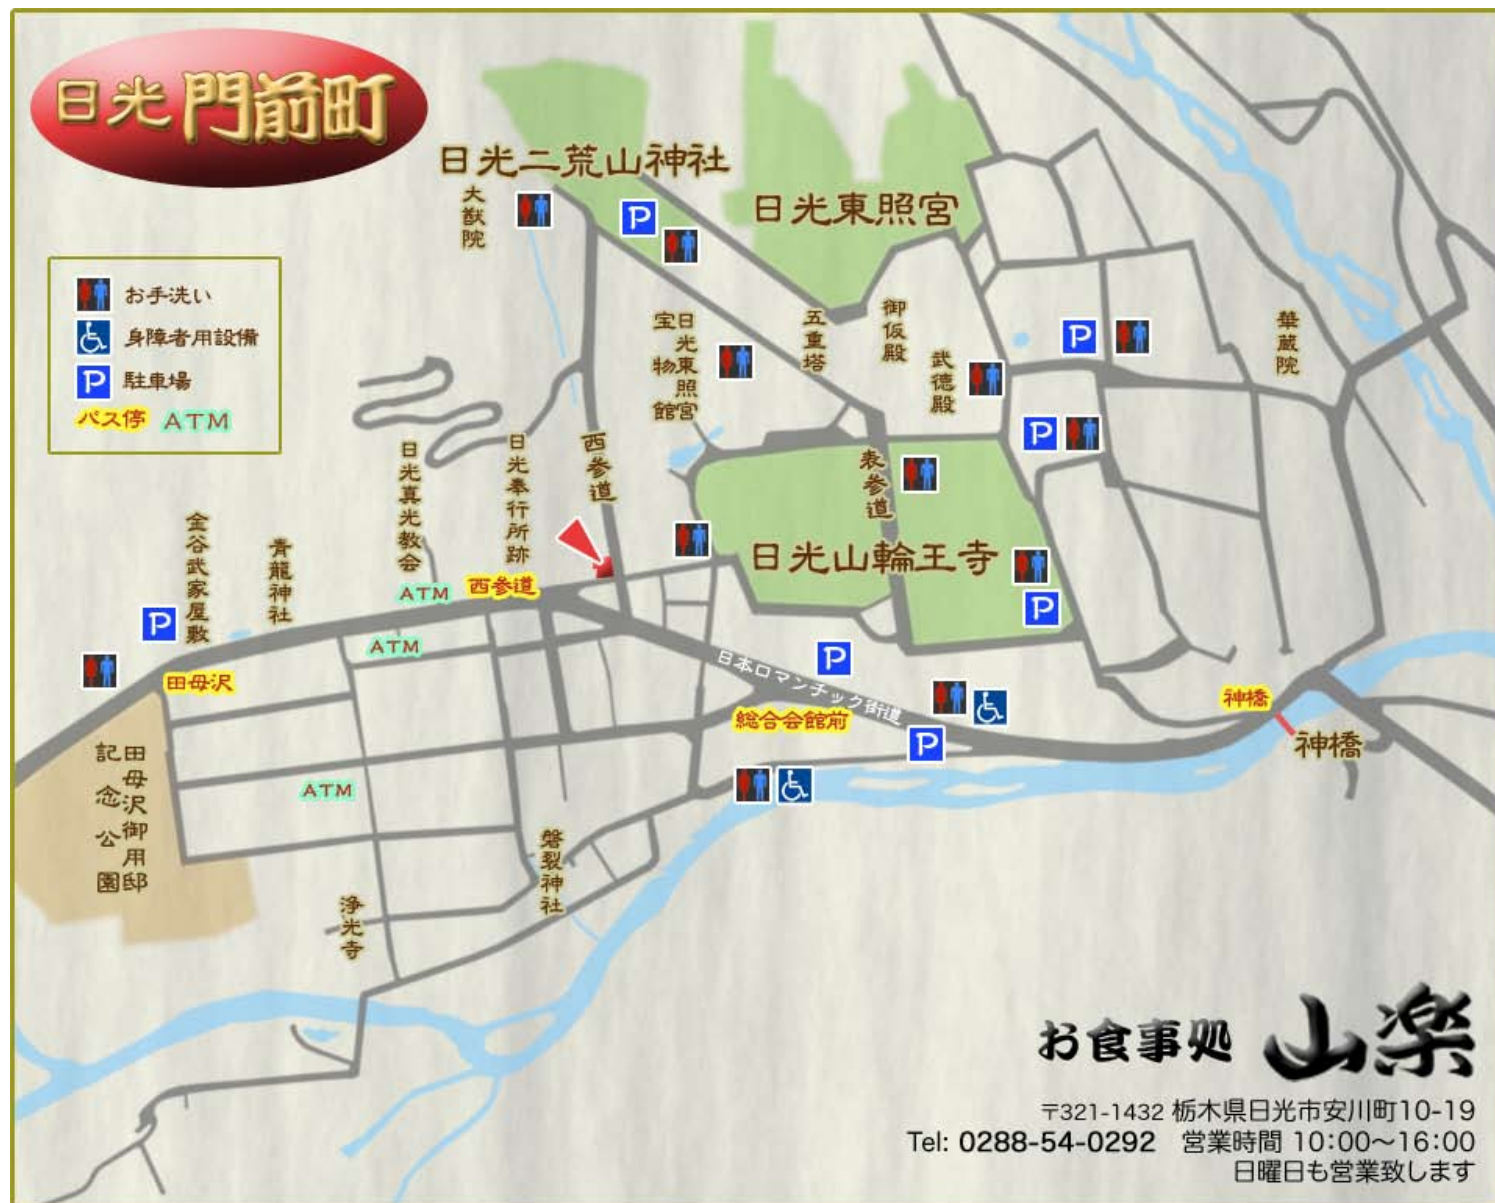 日光 門前町
日光二荒山神社
大猷院
日光東照宮
お手洗い
身障者用設備
P 駐車場
バス停 ATM
P
日光東照宮
宝物館
五重塔
御仮殿
武徳殿
P
華蔵院
P
西参道
表参道
日光奉行所跡
日光真光教会
青龍神社
金谷武家屋敷
日光山輪王寺
P
ATM
西参道
P
ATM
田母沢
P
日本ロマンチック街道
総合会館前
P
神橋
神橋
田母沢御用邸
記念公園
ATM
磐裂神社
浄光寺
お食事処 山楽
〒321-1432 栃木県日光市安川町10-19
Tel: 0288-54-0292 営業時間 10:00～16:00
日曜日も営業致します